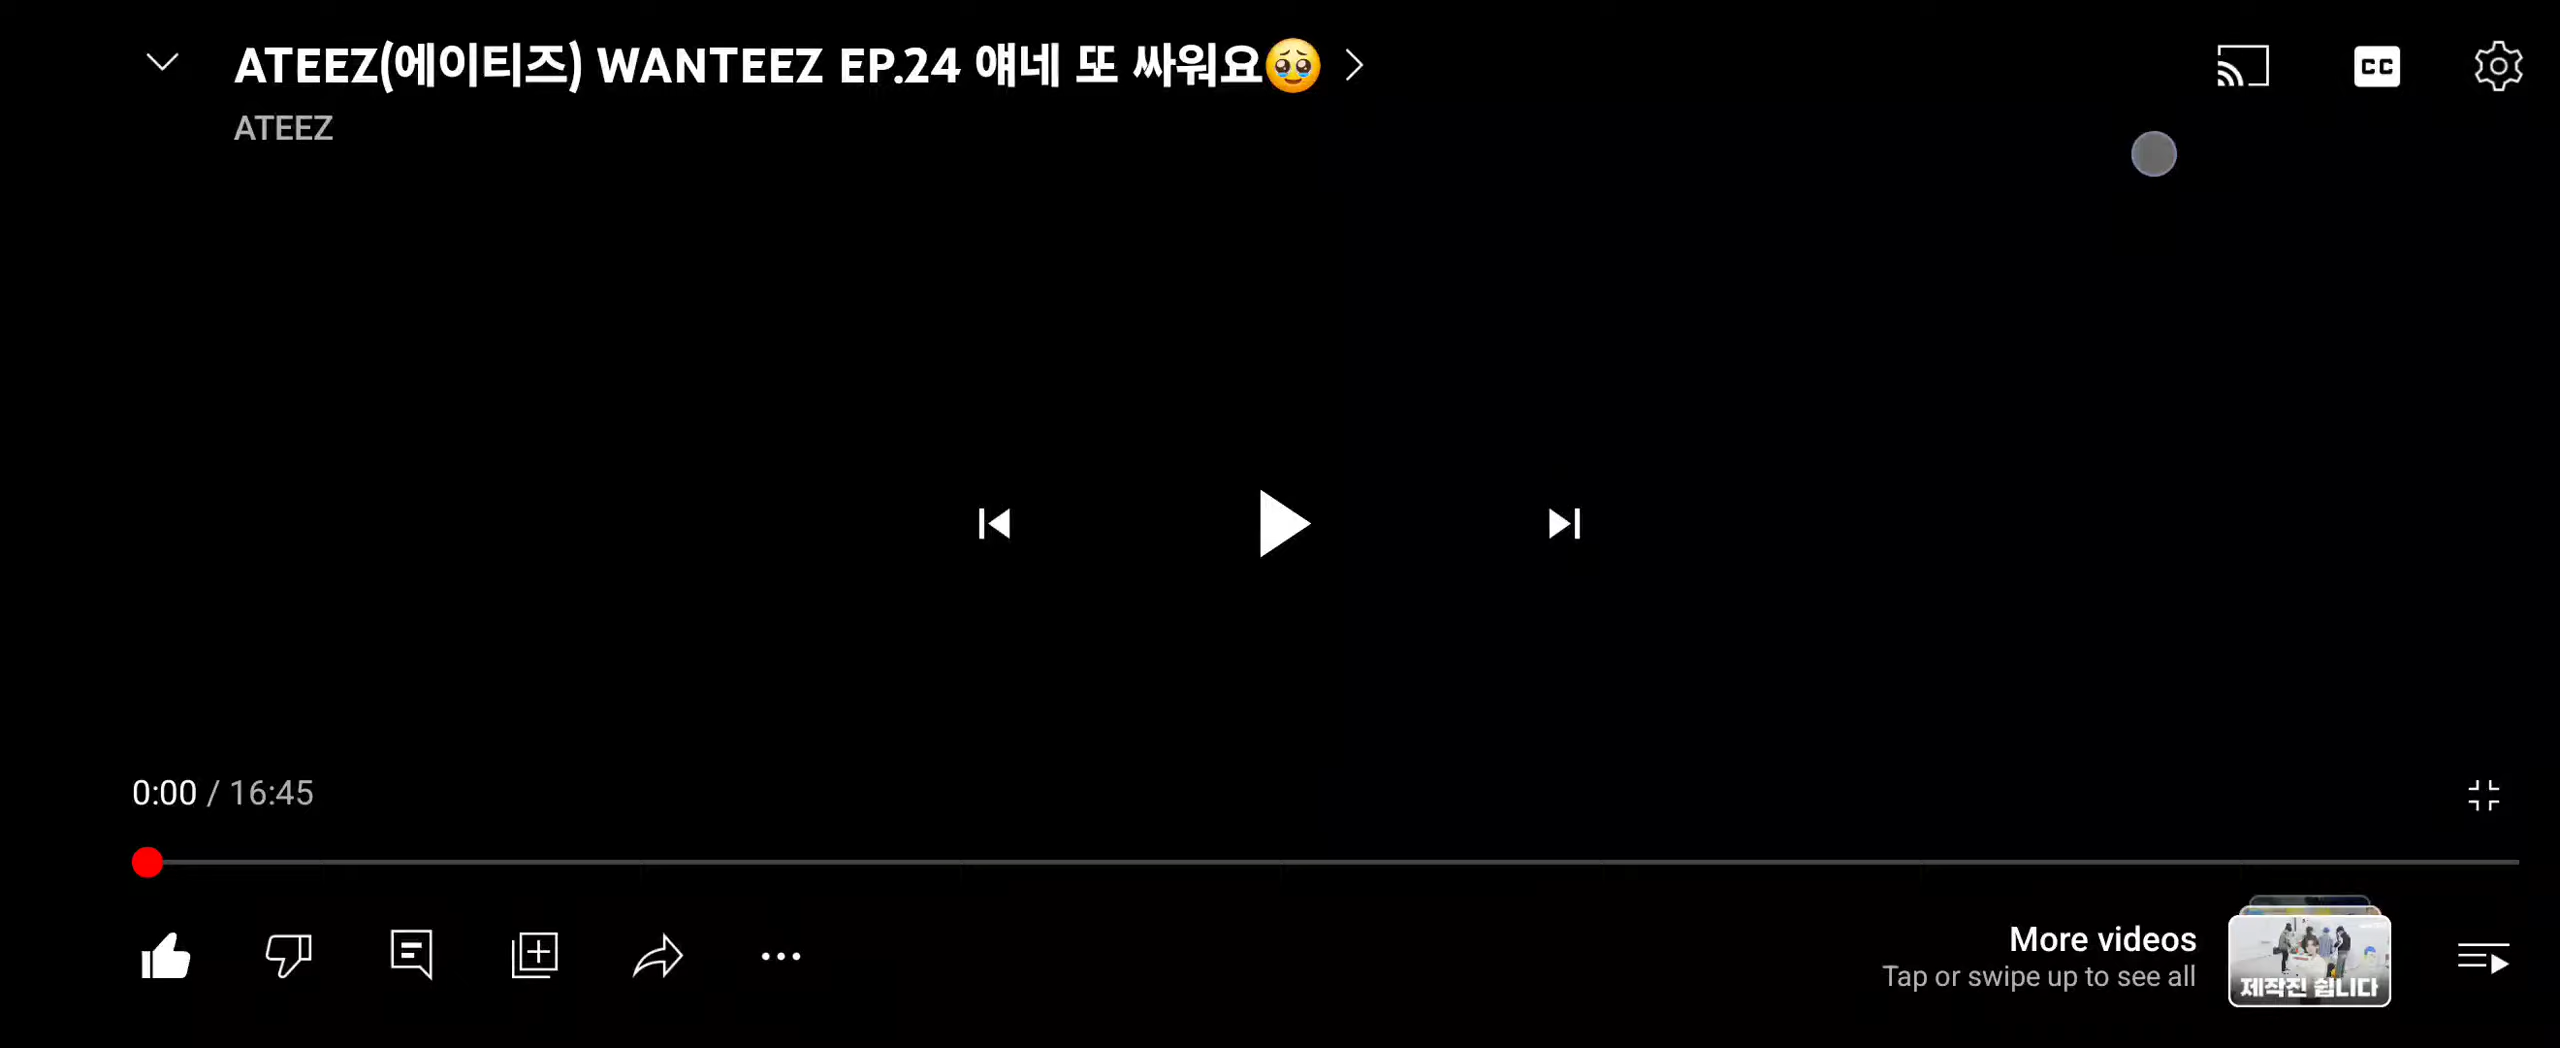 ATEEZ(에이티즈) WANTEEZ EP.24 얘네 또 싸워요🥹
ATEEZ
CC
0:00 / 16:45
More videos
Tap or swipe up to see all
제작진 쉽니다